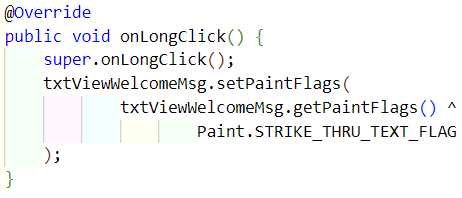 @Override
public void onLongClick() {
    super.onLongClick();
    txtViewWelcomeMsg.setPaintFlags(
            txtViewWelcomeMsg.getPaintFlags() ^
                    Paint.STRIKE_THRU_TEXT_FLAG
    );
}